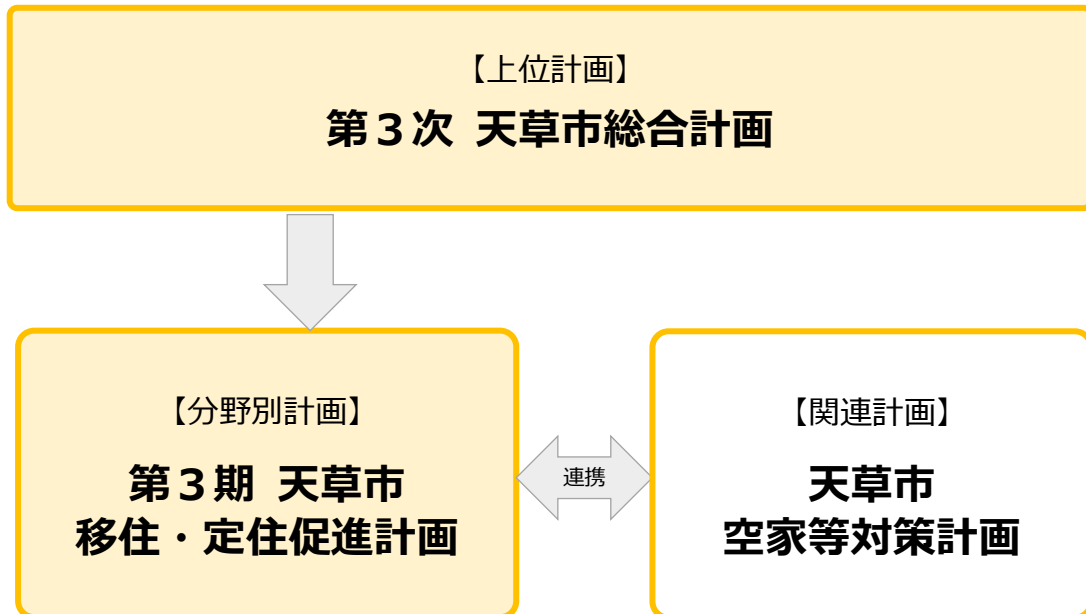 【上位計画】
第３次 天草市総合計画
【分野別計画】
第３期 天草市
移住・定住促進計画
連携
【関連計画】
天草市
空家等対策計画